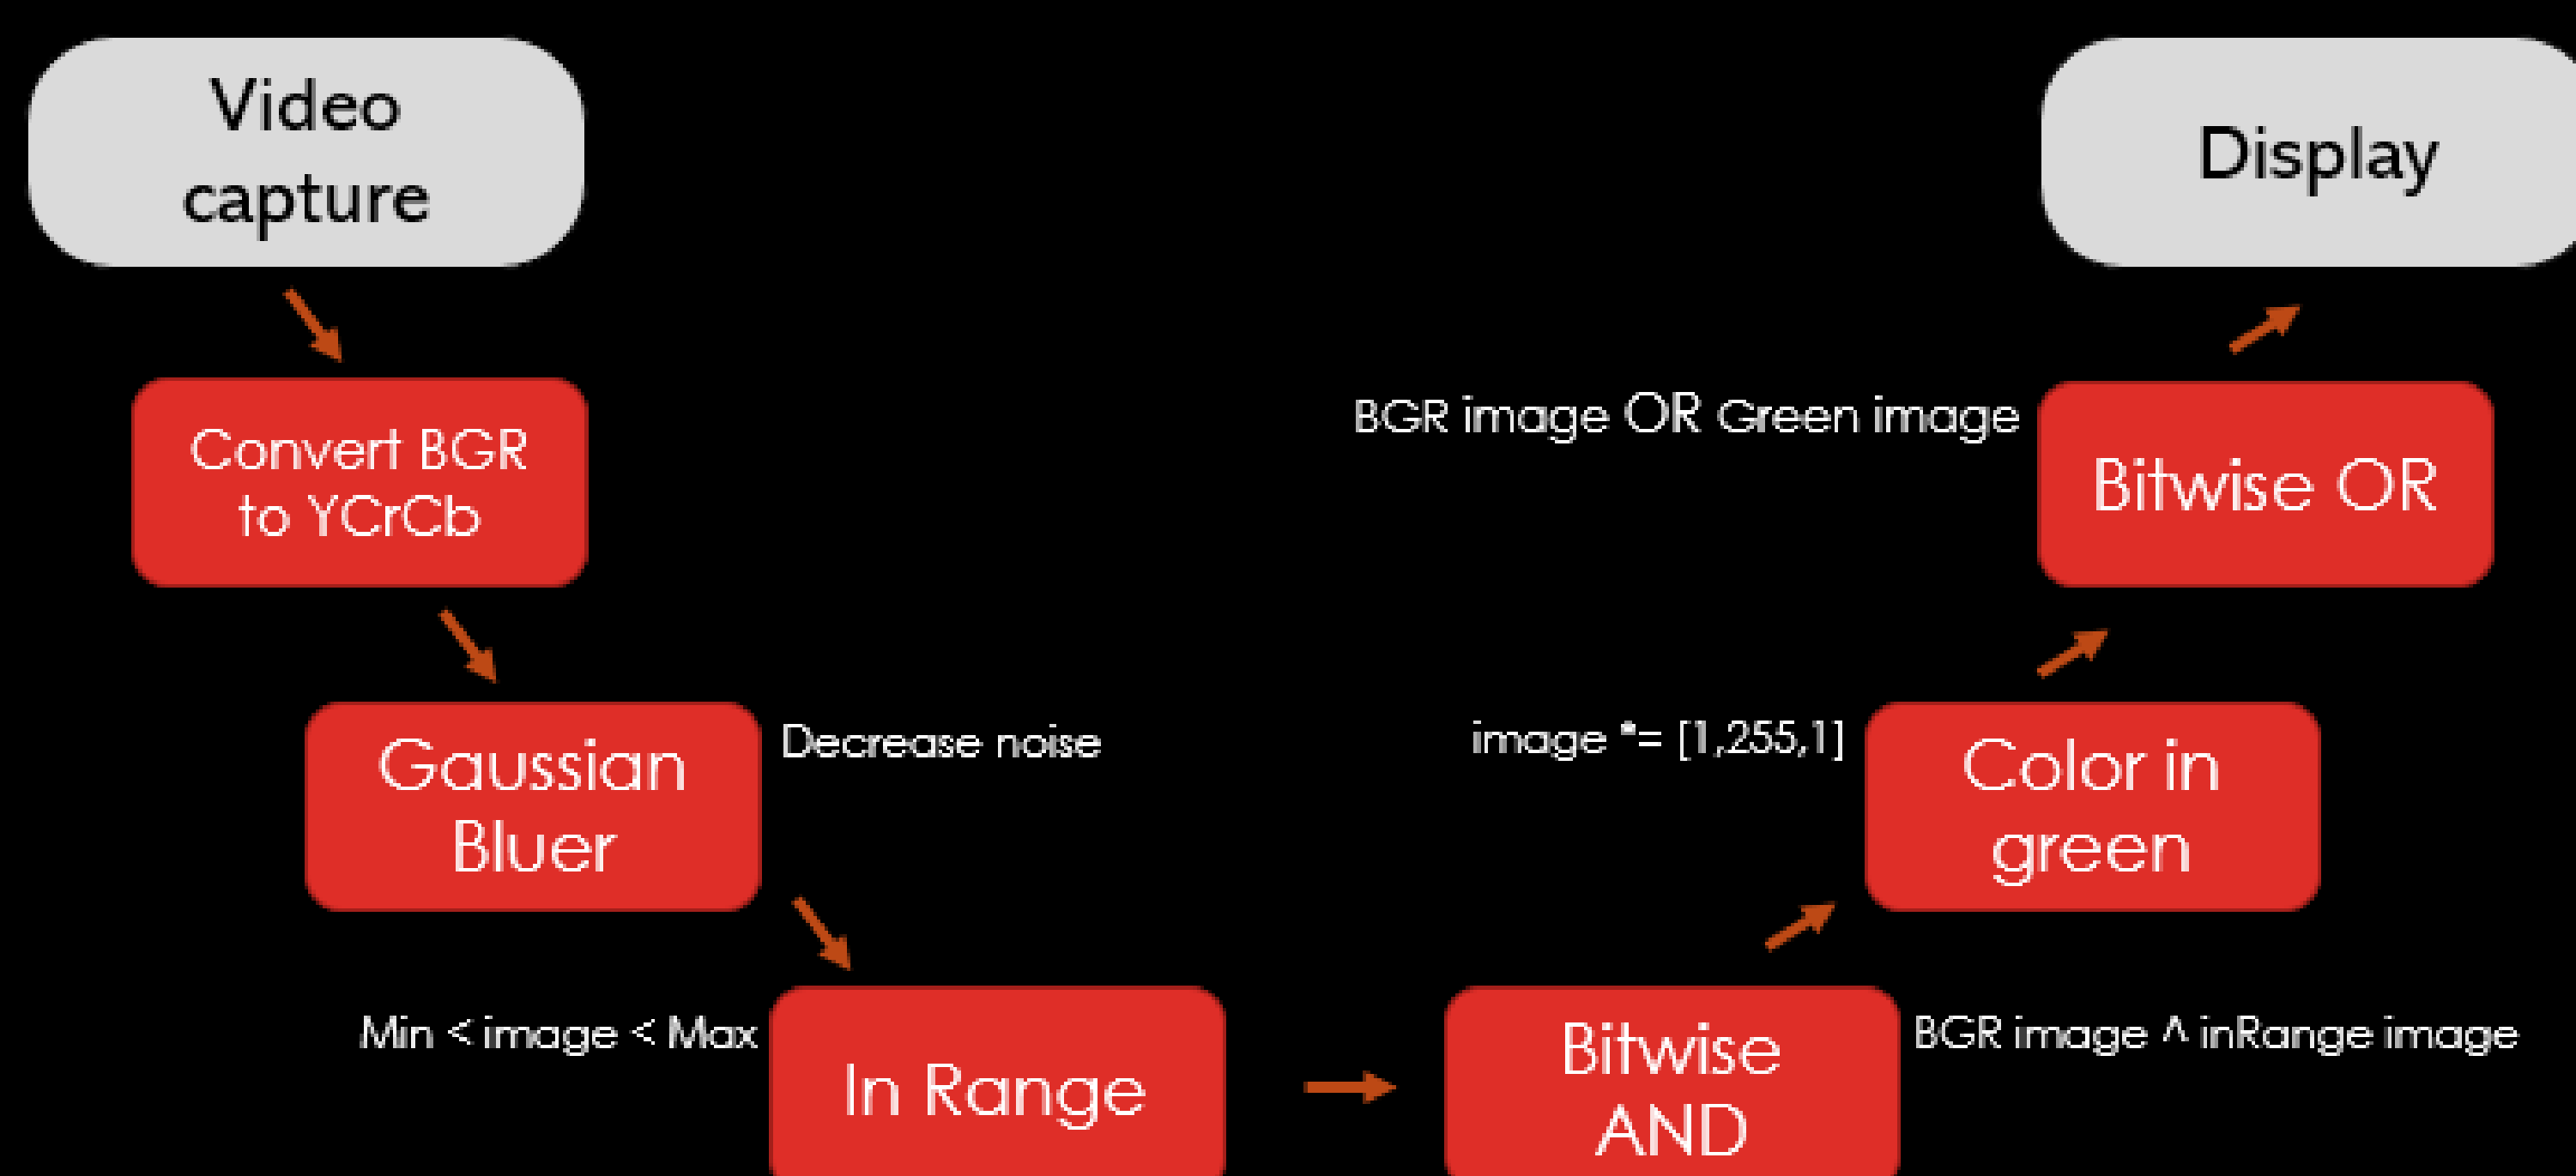 Video
capture
Convert BGR
to YCrCb
Gaussian
Bluer
Decrease noise
Min < image < Max
In Range
Bitwise
AND
BGR image ^ inRange image
image *= [1,255,1]
Color in
green
BGR image OR Green image
Bitwise OR
Display